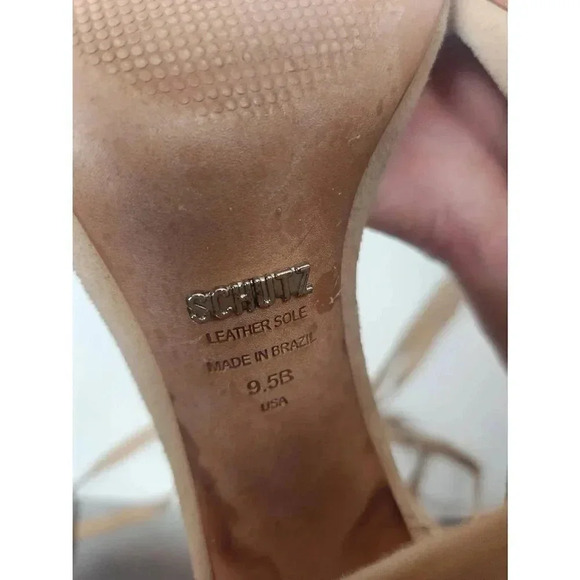 SCHUTZ
LEATHER SOLE
MADE IN BRAZIL
9.5B
USA